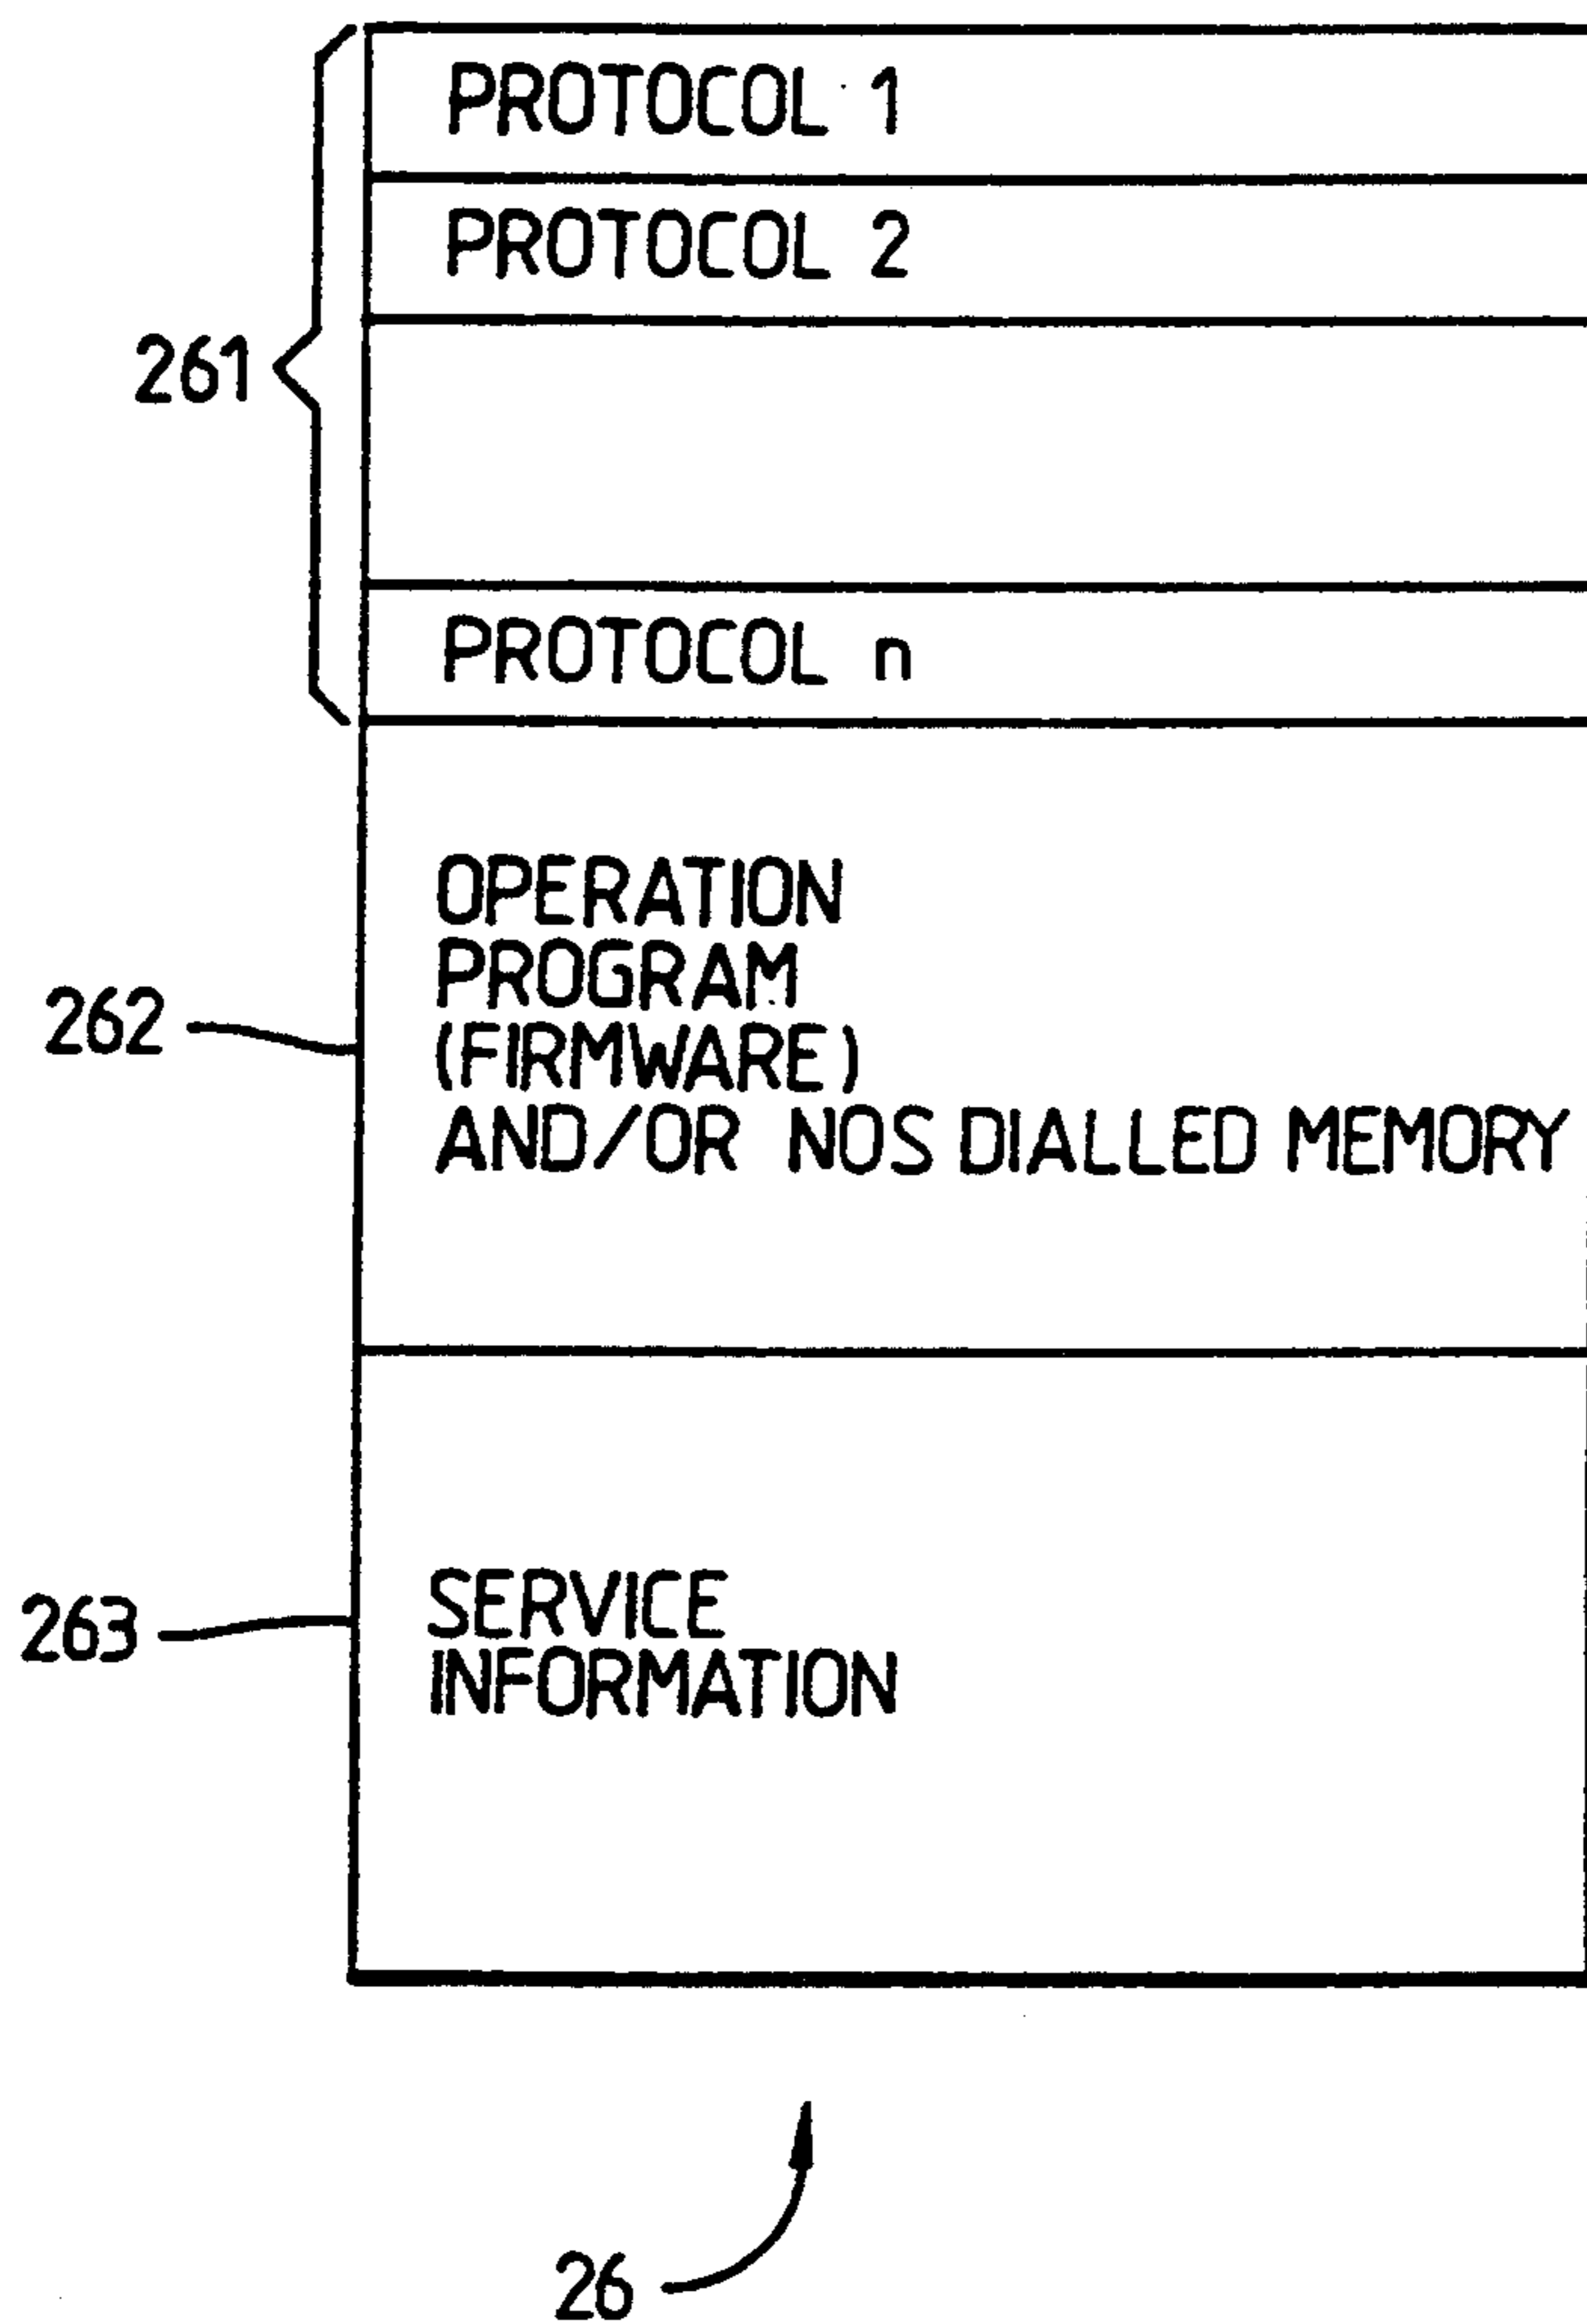 PROTOCOL 1
PROTOCOL 2
261
PROTOCOL n
OPERATION
PROGRAM
(FIRMWARE)
AND/OR NOS DIALLED MEMORY
262
SERVICE
INFORMATION
263
26